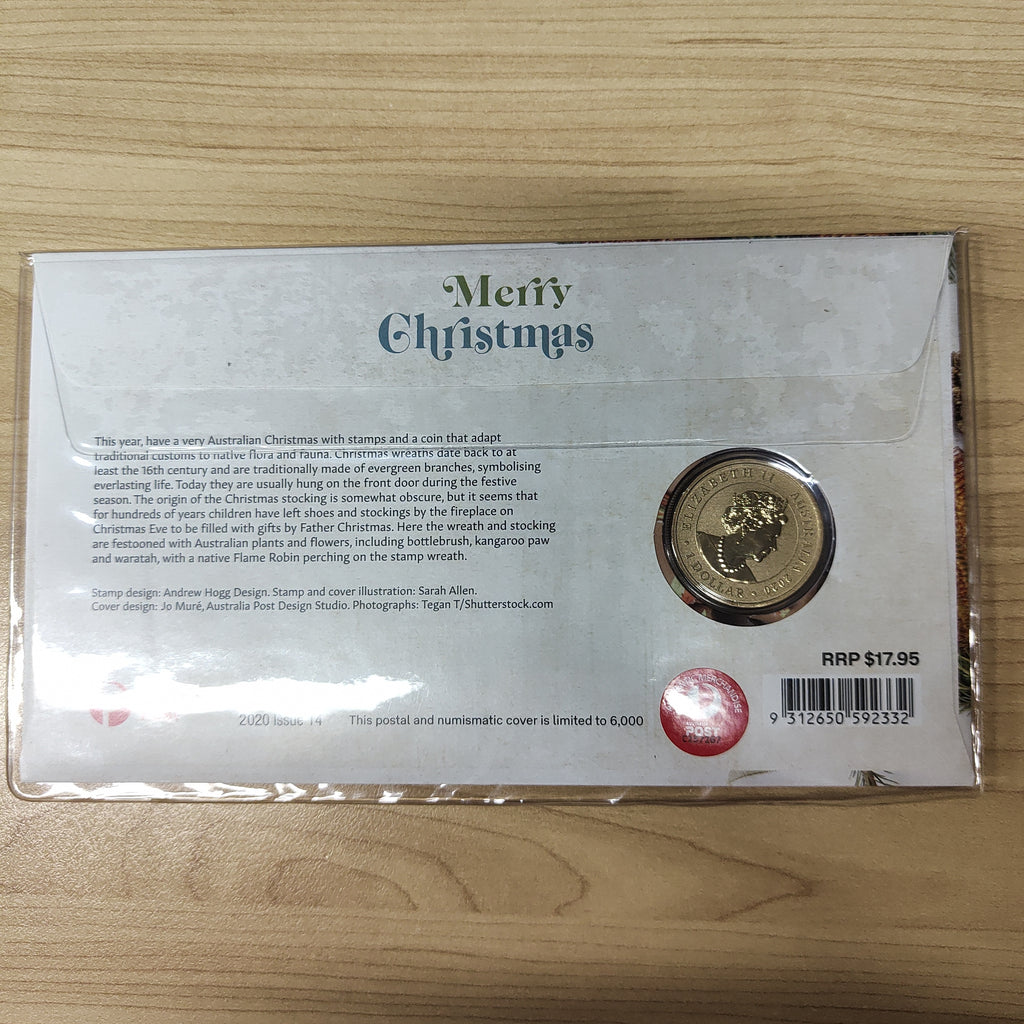 Merry
Christmas
This year, have a very Australian Christmas with stamps and a coin that adapt
traditional customs to native flora and fauna. Christmas wreaths date back to at
least the 16th century and are traditionally made of evergreen branches, symbolising
everlasting life. Today they are usually hung on the front door during the festive
season. The origin of the Christmas stocking is somewhat obscure, but it seems that
for hundreds of years children have left shoes and stockings by the fireplace on
Christmas Eve to be filled with gifts by Father Christmas. Here the wreath and stocking
are festooned with Australian plants and flowers, including bottlebrush, kangaroo paw
and waratah, with a native Flame Robin perching on the stamp wreath.
Stamp design: Andrew Hogg Design. Stamp and cover illustration: Sarah Allen.
Cover design: Jo Muré, Australia Post Design Studio. Photographs: Tegan T/Shutterstock.com
ELIZABETH II AUSTRALIA 2020
1 DOLLAR
RRP $17.95
9 312650 592332
MERCHANDISE
POST
2020 Issue 14 This postal and numismatic cover is limited to 6,000